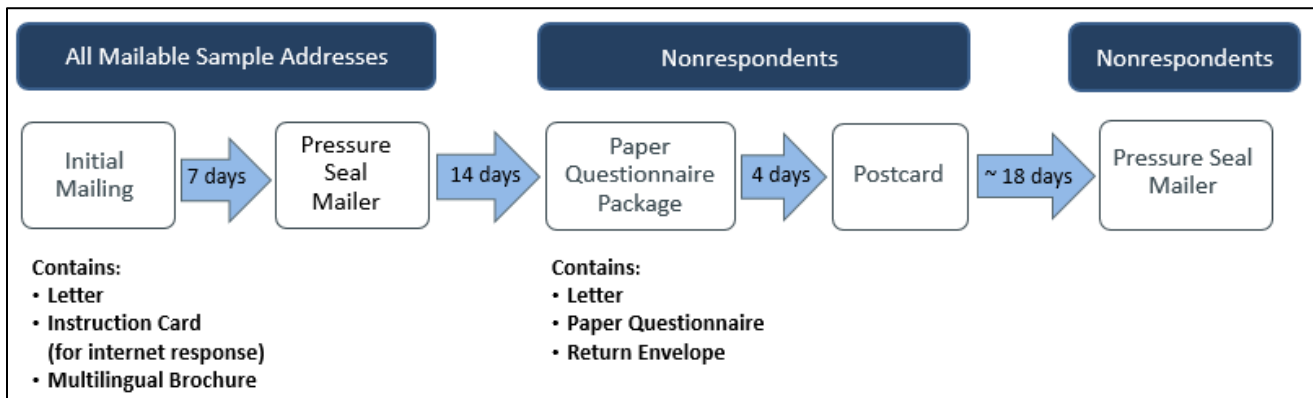 All Mailable Sample Addresses
Nonrespondents
Nonrespondents
Initial
Mailing
7 days
Pressure
Seal
Mailer
14 days
Paper
Questionnaire
Package
4 days
Postcard
~ 18 days
Pressure Seal
Mailer
Contains:
• Letter
• Instruction Card
(for internet response)
• Multilingual Brochure
Contains:
• Letter
• Paper Questionnaire
• Return Envelope